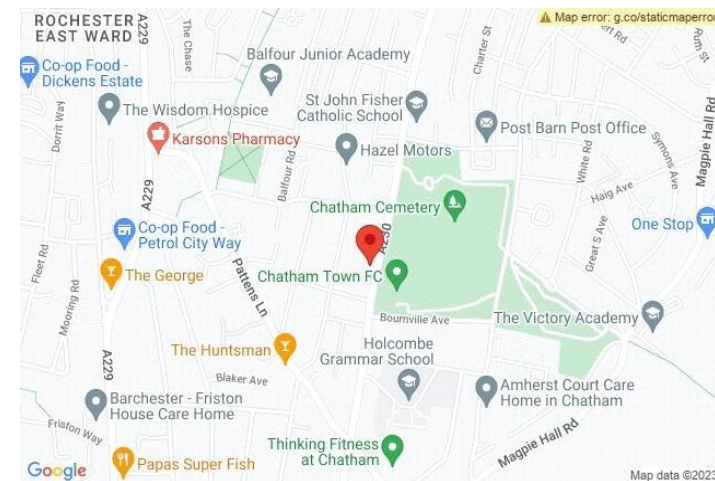 ROCHESTER
EAST WARD
A229
The Chase
Map error: g.co/staticmaperror
Balfour Junior Academy
Charter St
Ruth St
Co-op Food -
Dickens Estate
The Wisdom Hospice
St John Fisher
Catholic School
Post Barn Post Office
Dorrit Way
Karsons Pharmacy
Hazel Motors
Symons Ave
Magpie Hall Rd
Balfour Rd
White Rd
Haig Ave
A229
Chatham Cemetery
One Stop
Co-op Food -
Petrol City Way
A230
Great S Ave
Fleet Rd
The George
Pattens Ln
Chatham Town FC
Mooring Rd
Bournville Ave
The Victory Academy
The Huntsman
Holcombe
Grammar School
A229
Blaker Ave
Barchester - Friston
House Care Home
Amherst Court Care
Home in Chatham
Friston Way
Magpie Hall Rd
Thinking Fitness
at Chatham
Google
Papas Super Fish
Map data ©2023